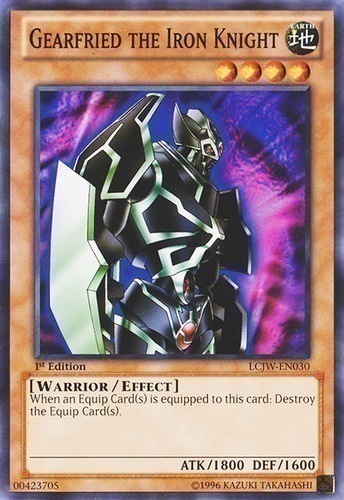 GEARFRIED THE IRON KNIGHT
EARTH
地
1st Edition
LCJW-EN030
[WARRIOR / EFFECT]
When an Equip Card(s) is equipped to this card: Destroy
the Equip Card(s).
ATK/1800 DEF/1600
00423705
©1996 KAZUKI TAKAHASHI